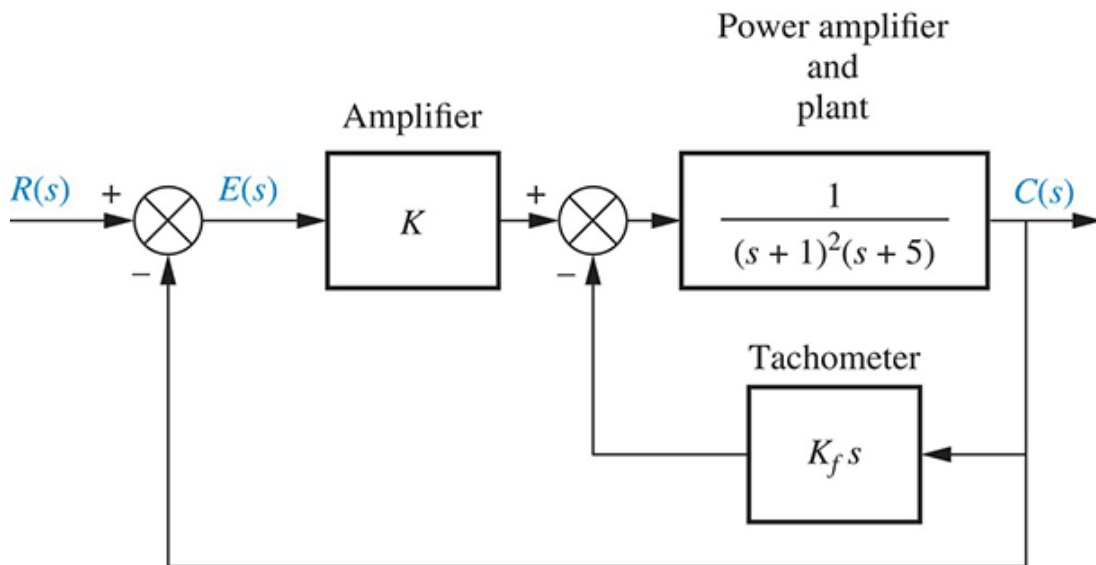 Power amplifier
and
plant
Amplifier
R(s)
+
−
E(s)
K
+
−
1
(s + 1)²(s + 5)
C(s)
Tachometer
K_f s